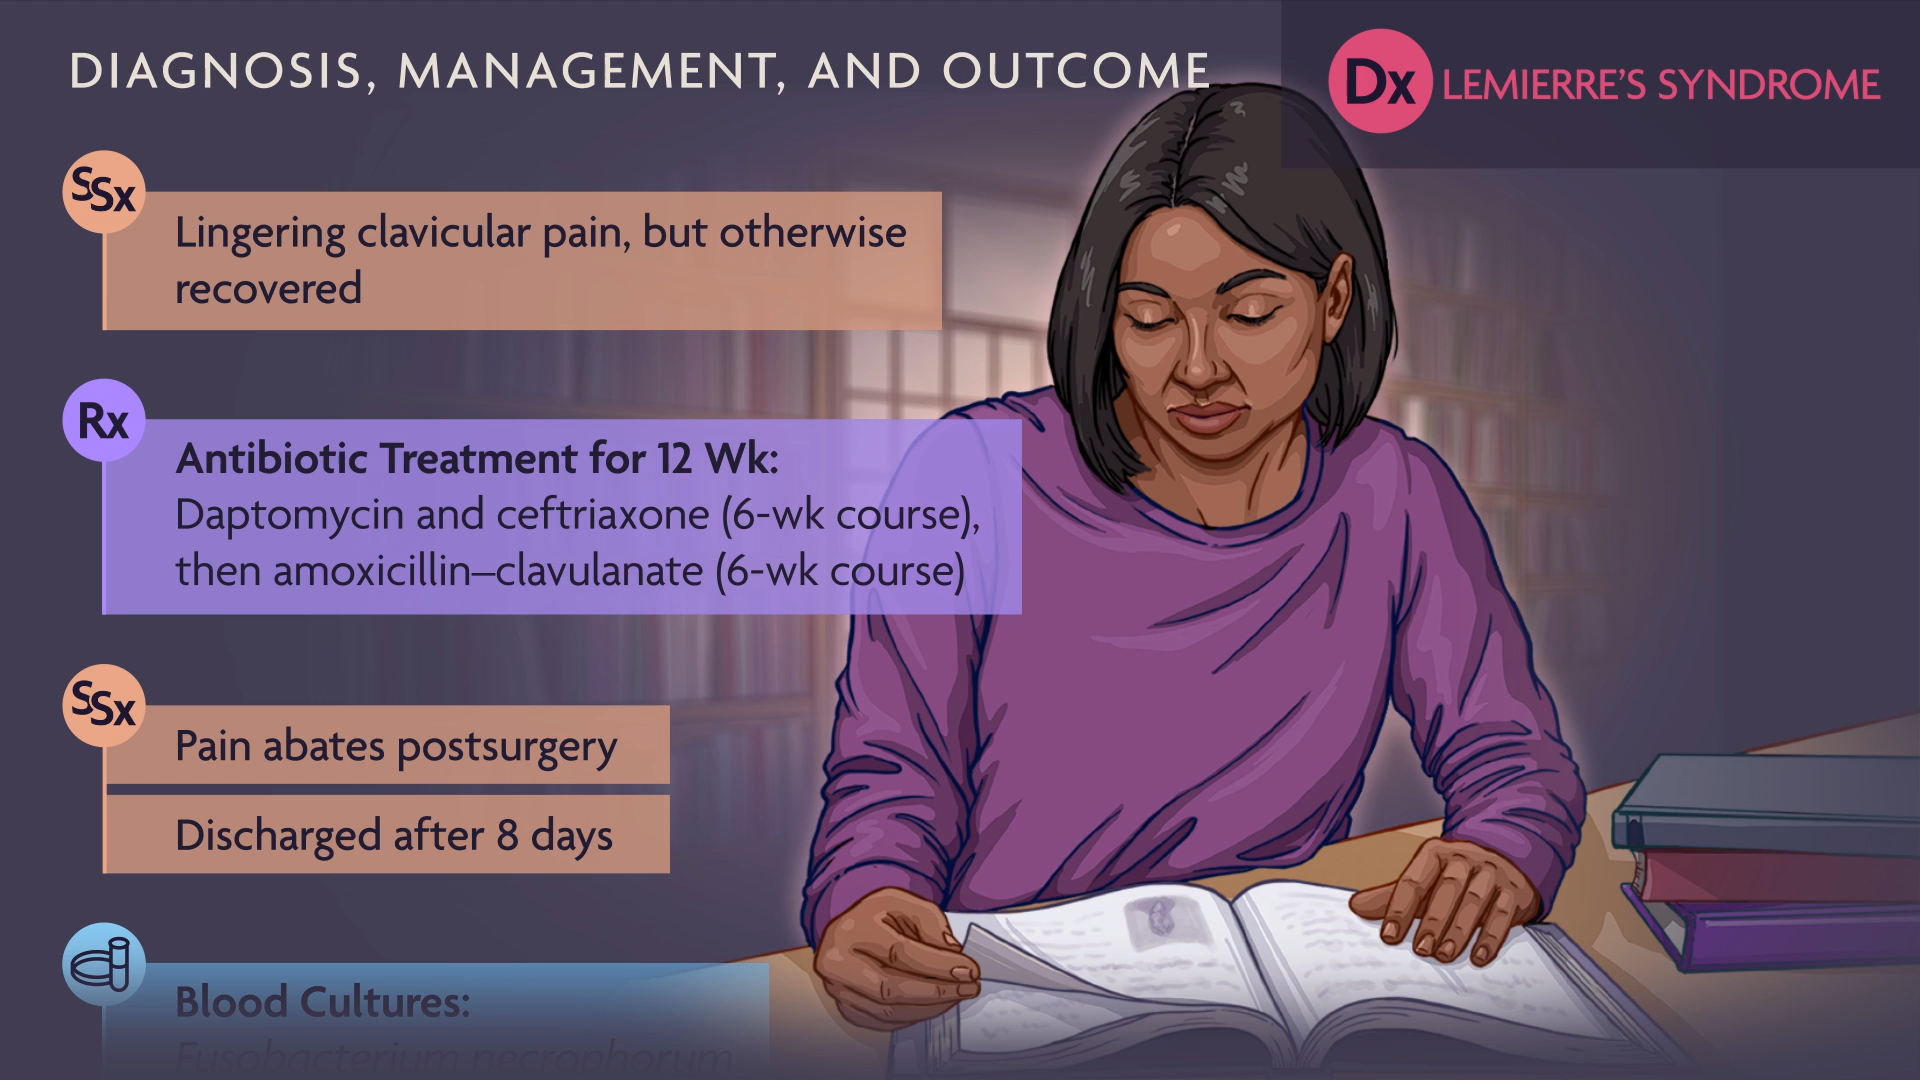 DIAGNOSIS, MANAGEMENT, AND OUTCOME
Dx LEMIERRE'S SYNDROME
SSx
Lingering clavicular pain, but otherwise
recovered
Rx
Antibiotic Treatment for 12 Wk:
Daptomycin and ceftriaxone (6-wk course),
then amoxicillin–clavulanate (6-wk course)
SSx
Pain abates postsurgery
Discharged after 8 days
Blood Cultures:
Fusobacterium necrophorum